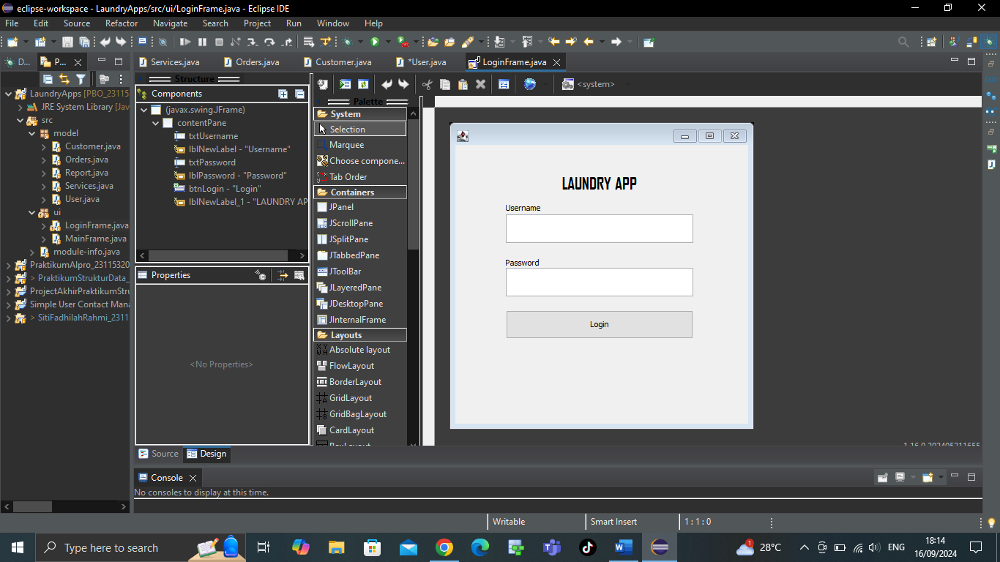 eclipse-workspace - LaundryApps/src/ui/LoginFrame.java - Eclipse IDE
File Edit Source Refactor Navigate Search Project Run Window Help
D... P... Services.java Orders.java Customer.java *User.java LoginFrame.java
Structure
Components
(javax.swing.JFrame)
contentPane
txtUsername
lblNewLabel - "Username"
txtPassword
lblPassword - "Password"
btnLogin - "Login"
lblNewLabel_1 - "LAUNDRY AP
Properties
<No Properties>
LaundryApps [PBO_23115
JRE System Library [Jav
src
model
Customer.java
Orders.java
Report.java
Services.java
User.java
ui
LoginFrame.java
MainFrame.java
module-info.java
PraktikumAlpro_23115320
> PraktikumStrukturData_
ProjectAkhirPraktikumStru
Simple User Contact Mana
> SitiFadhilahRahmi_2311
<system>
Palette
System
Selection
Marquee
Choose compone...
Tab Order
Containers
JPanel
JScrollPane
JSplitPane
JTabbedPane
JToolBar
JLayeredPane
JDesktopPane
JInternalFrame
Layouts
Absolute layout
FlowLayout
BorderLayout
GridLayout
GridBagLayout
CardLayout
BoxLayout
LAUNDRY APP
Username
Password
Login
1.16.0.202405211655
Source Design
Console
No consoles to display at this time.
Writable Smart Insert 1 : 1 : 0
Type here to search
1
28°C
ENG
18:14
16/09/2024